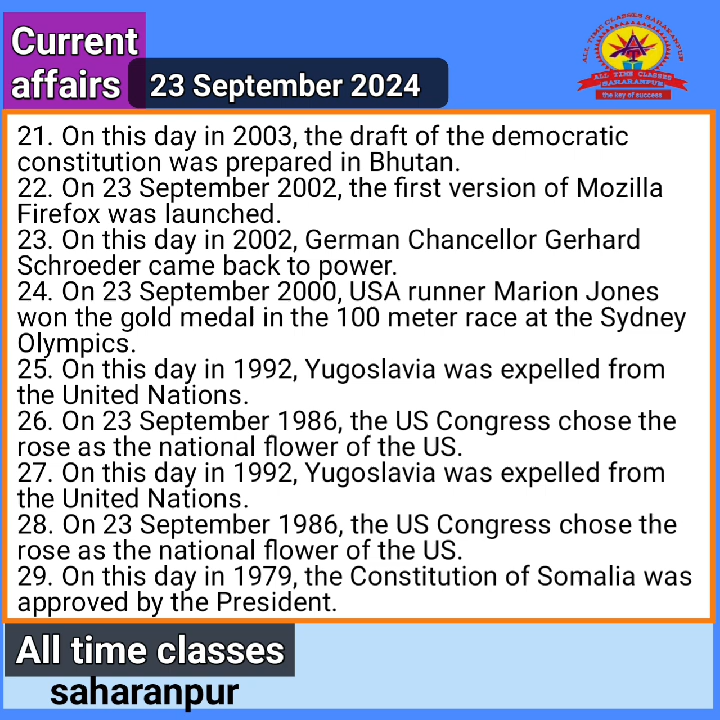 Current
affairs
23 September 2024
ALL TIME CLASSES SAHARANPUR
ALL TIME CLASSES
SAHARANPUR
the key of success
21. On this day in 2003, the draft of the democratic
constitution was prepared in Bhutan.
22. On 23 September 2002, the first version of Mozilla
Firefox was launched.
23. On this day in 2002, German Chancellor Gerhard
Schroeder came back to power.
24. On 23 September 2000, USA runner Marion Jones
won the gold medal in the 100 meter race at the Sydney
Olympics.
25. On this day in 1992, Yugoslavia was expelled from
the United Nations.
26. On 23 September 1986, the US Congress chose the
rose as the national flower of the US.
27. On this day in 1992, Yugoslavia was expelled from
the United Nations.
28. On 23 September 1986, the US Congress chose the
rose as the national flower of the US.
29. On this day in 1979, the Constitution of Somalia was
approved by the President.
All time classes
saharanpur